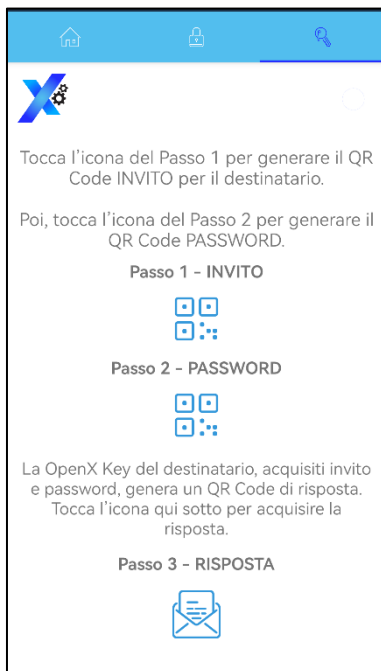 Tocca l'icona del Passo 1 per generare il QR
Code INVITO per il destinatario.
Poi, tocca l'icona del Passo 2 per generare il
QR Code PASSWORD.
Passo 1 - INVITO
Passo 2 - PASSWORD
La OpenX Key del destinatario, acquisiti invito
e password, genera un QR Code di risposta.
Tocca l'icona qui sotto per acquisire la
risposta.
Passo 3 - RISPOSTA